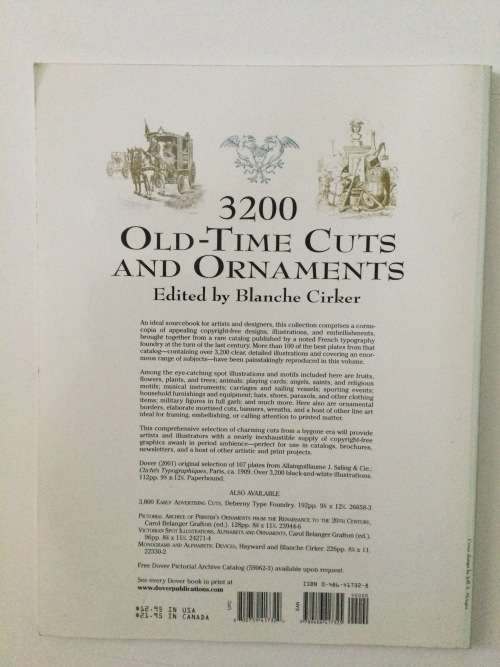 3200
OLD-TIME CUTS
AND ORNAMENTS
Edited by Blanche Cirker
An ideal sourcebook for artists and designers, this collection comprises a cornu-
copia of appealing copyright-free designs, illustrations, and embellishments,
brought together from a rare catalog published by a noted French typography
foundry at the turn of the last century. More than 100 of the best plates from that
catalog—containing over 3,200 clear, detailed illustrations and covering an enor-
mous range of subjects—have been painstakingly reproduced in this volume.
Among the eye-catching spot illustrations and motifs included here are fruits,
flowers, plants, and trees; animals; playing cards; angels, saints, and religious
motifs; musical instruments; carriages and sailing vessels; sporting events;
household furnishings and equipment; hats, shoes, parasols, and other clothing
items; military figures in full garb; and much more. Here also are ornamental
borders, elaborate mortised cuts, banners, wreaths, and a host of other line art
ideal for framing, embellishing, or calling attention to printed matter.
This comprehensive selection of charming cuts from a bygone era will provide
artists and illustrators with a nearly inexhaustible supply of copyright-free
graphics awash in period ambience—perfect for use in catalogs, brochures,
newsletters, and a host of other artistic and print projects.
Dover (2001) original selection of 107 plates from Allainguillaume J. Saling & Cie.,
Clichés Typographiques, Paris, ca. 1909. Over 3,200 black-and-white illustrations.
112pp. 9⅜ x 12¼. Paperbound.
ALSO AVAILABLE
3,800 EARLY ADVERTISING CUTS, Deberny Type Foundry. 192pp. 9⅜ x 12¼. 26658-3
PICTORIAL ARCHIVE OF PRINTER'S ORNAMENTS FROM THE RENAISSANCE TO THE 20TH CENTURY,
Carol Belanger Grafton (ed.). 128pp. 8⅜ x 11¼. 23944-6
VICTORIAN SPOT ILLUSTRATIONS, ALPHABETS AND ORNAMENTS, Carol Belanger Grafton (ed.).
96pp. 8⅜ x 11¼. 24271-4
MONOGRAMS AND ALPHABETIC DEVICES, Hayward and Blanche Cirker. 226pp. 8⅛ x 11.
22330-2
Free Dover Pictorial Archive Catalog (59062-3) available upon request.
See every Dover book in print at
www.doverpublications.com
ISBN 0-486-41732-8
$12.95 IN USA
$21.95 IN CANADA